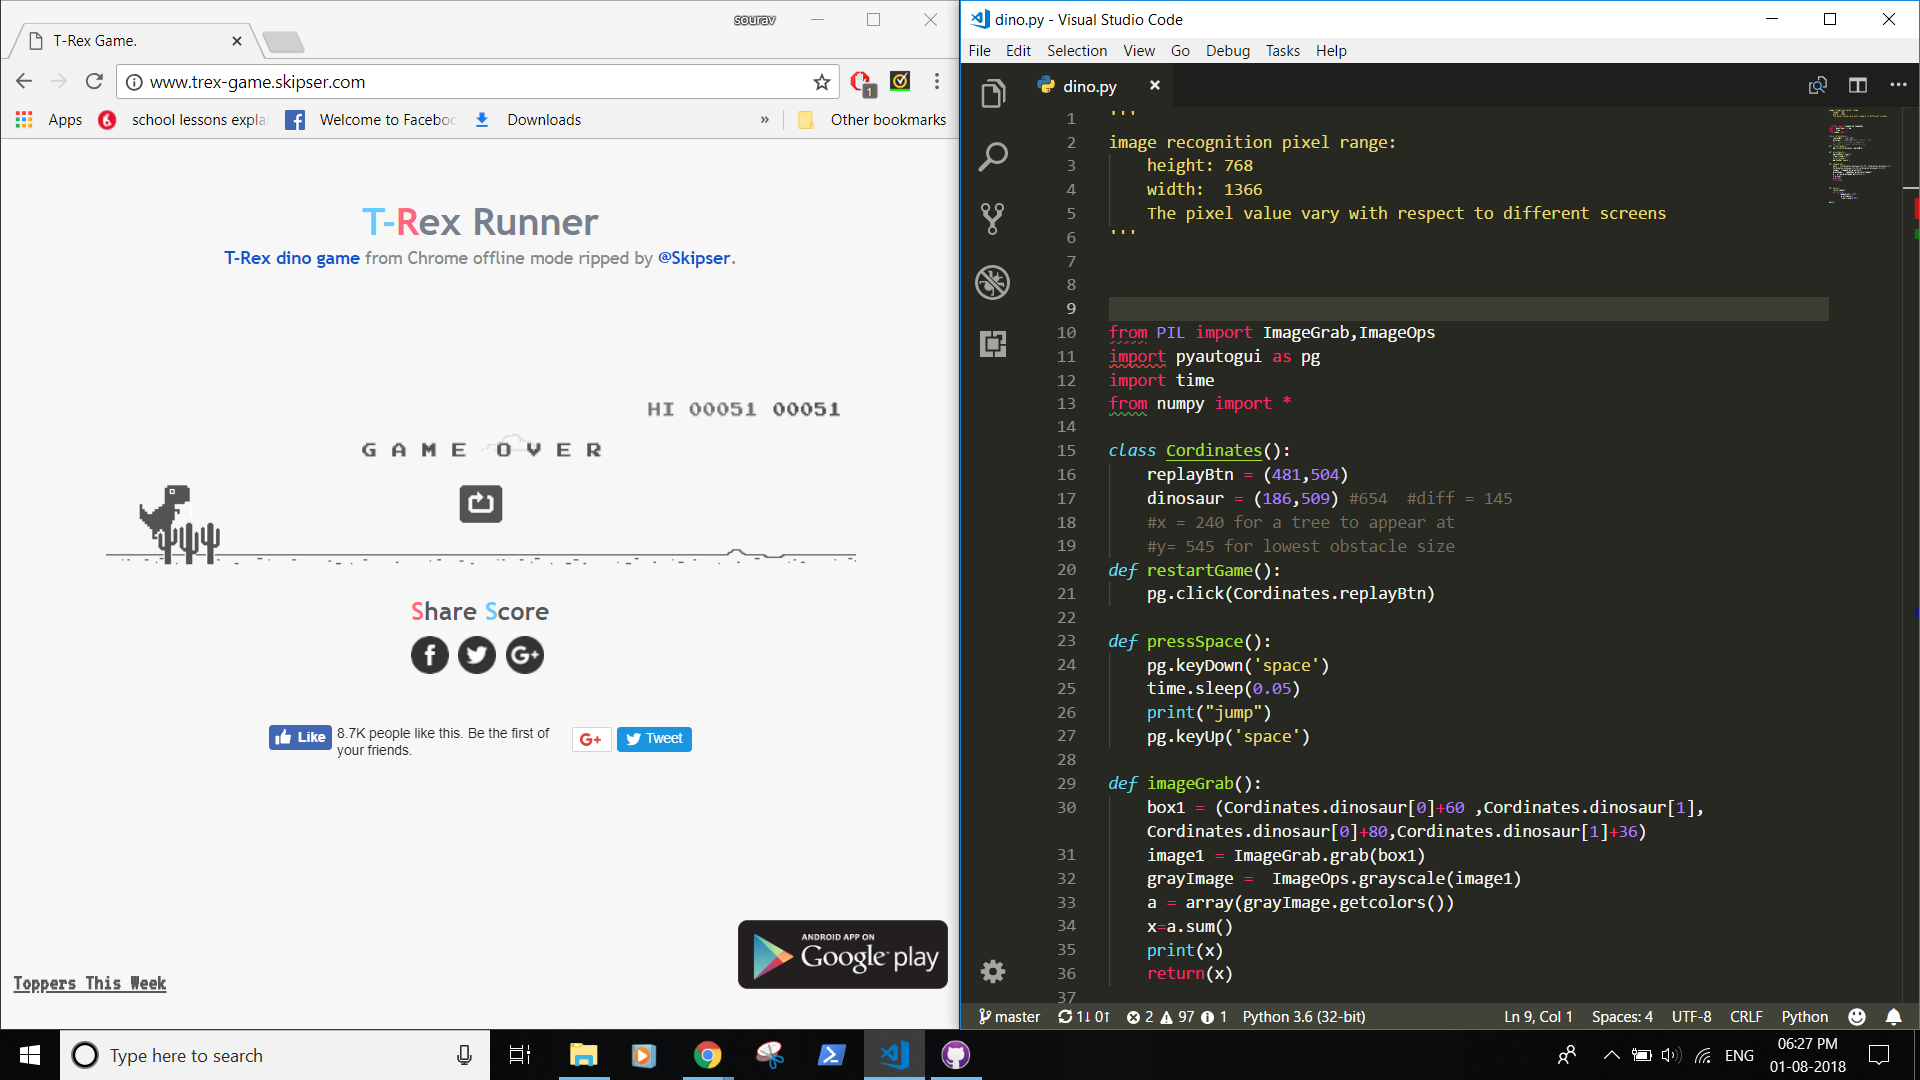 sourav
T-Rex Game.
www.trex-game.skipser.com
1
Apps
school lessons expla
Welcome to Faceboc
Downloads
»
Other bookmarks
T-Rex Runner
T-Rex dino game from Chrome offline mode ripped by @Skipser.
HI 00051 00051
GAME OVER
Share Score
Like
8.7K people like this. Be the first of
your friends.
G+
Tweet
ANDROID APP ON
Google play
Toppers This Week
dino.py - Visual Studio Code
File Edit Selection View Go Debug Tasks Help
dino.py
1 '''
2 image recognition pixel range:
3     height: 768
4     width:  1366
5     The pixel value vary with respect to different screens
6 '''
7
8
9
10 from PIL import ImageGrab,ImageOps
11 import pyautogui as pg
12 import time
13 from numpy import *
14
15 class Cordinates():
16     replayBtn = (481,504)
17     dinosaur = (186,509) #654  #diff = 145
18     #x = 240 for a tree to appear at
19     #y= 545 for lowest obstacle size
20 def restartGame():
21     pg.click(Cordinates.replayBtn)
22
23 def pressSpace():
24     pg.keyDown('space')
25     time.sleep(0.05)
26     print("jump")
27     pg.keyUp('space')
28
29 def imageGrab():
30     box1 = (Cordinates.dinosaur[0]+60 ,Cordinates.dinosaur[1],
    Cordinates.dinosaur[0]+80,Cordinates.dinosaur[1]+36)
31     image1 = ImageGrab.grab(box1)
32     grayImage =  ImageOps.grayscale(image1)
33     a = array(grayImage.getcolors())
34     x=a.sum()
35     print(x)
36     return(x)
37
master 1↓ 0↑ 2 97 1 Python 3.6 (32-bit) Ln 9, Col 1 Spaces: 4 UTF-8 CRLF Python
Type here to search
ENG
06:27 PM
01-08-2018